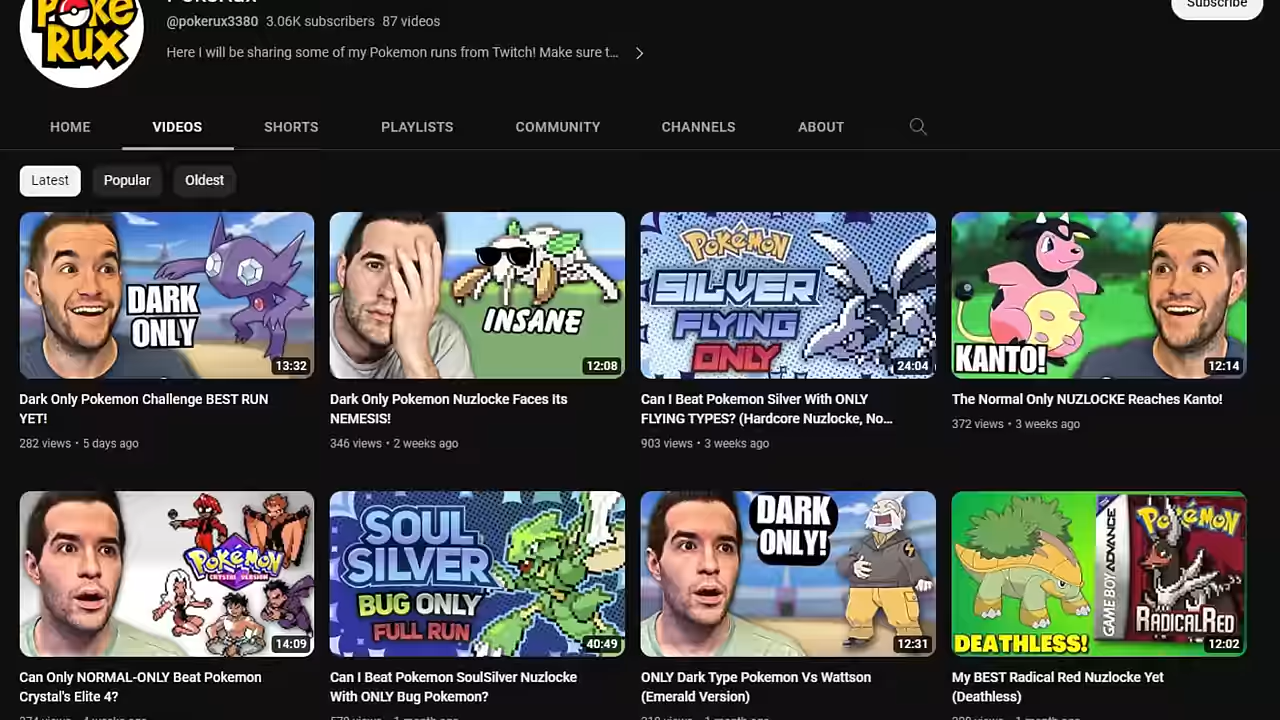 POKE
RUX
Subscribe
@pokerux3380 3.06K subscribers 87 videos
Here I will be sharing some of my Pokemon runs from Twitch! Make sure t...
HOME VIDEOS SHORTS PLAYLISTS COMMUNITY CHANNELS ABOUT
Latest Popular Oldest
DARK
ONLY
13:32
INSANE
12:08
POKéMON
SILVER
FLYING
ONLY
24:04
KANTO!
12:14
Dark Only Pokemon Challenge BEST RUN
YET!
282 views • 5 days ago
Dark Only Pokemon Nuzlocke Faces Its
NEMESIS!
346 views • 2 weeks ago
Can I Beat Pokemon Silver With ONLY
FLYING TYPES? (Hardcore Nuzlocke, No...
903 views • 3 weeks ago
The Normal Only NUZLOCKE Reaches Kanto!
372 views • 3 weeks ago
POKéMON
CRYSTAL VERSION
14:09
SOUL
SILVER
BUG ONLY
FULL RUN
40:49
DARK
ONLY!
12:31
GAME BOY ADVANCE
POKéMON
RADICALRED
DEATHLESS!
12:02
Can Only NORMAL-ONLY Beat Pokemon
Crystal's Elite 4?
Can I Beat Pokemon SoulSilver Nuzlocke
With ONLY Bug Pokemon?
ONLY Dark Type Pokemon Vs Wattson
(Emerald Version)
My BEST Radical Red Nuzlocke Yet
(Deathless)